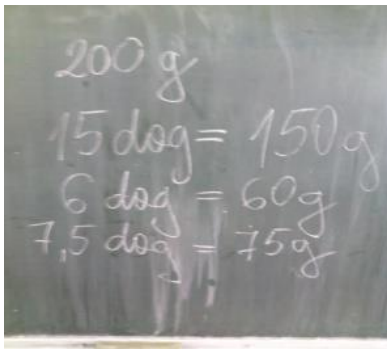 200 g
15 dag = 150 g
6 dag = 60 g
7,5 dag = 75 g